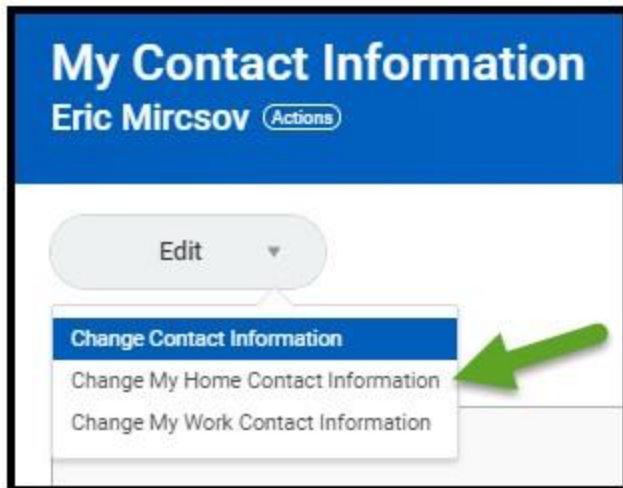 My Contact Information
Eric Mircsov Actions
Edit
Change Contact Information
Change My Home Contact Information
Change My Work Contact Information